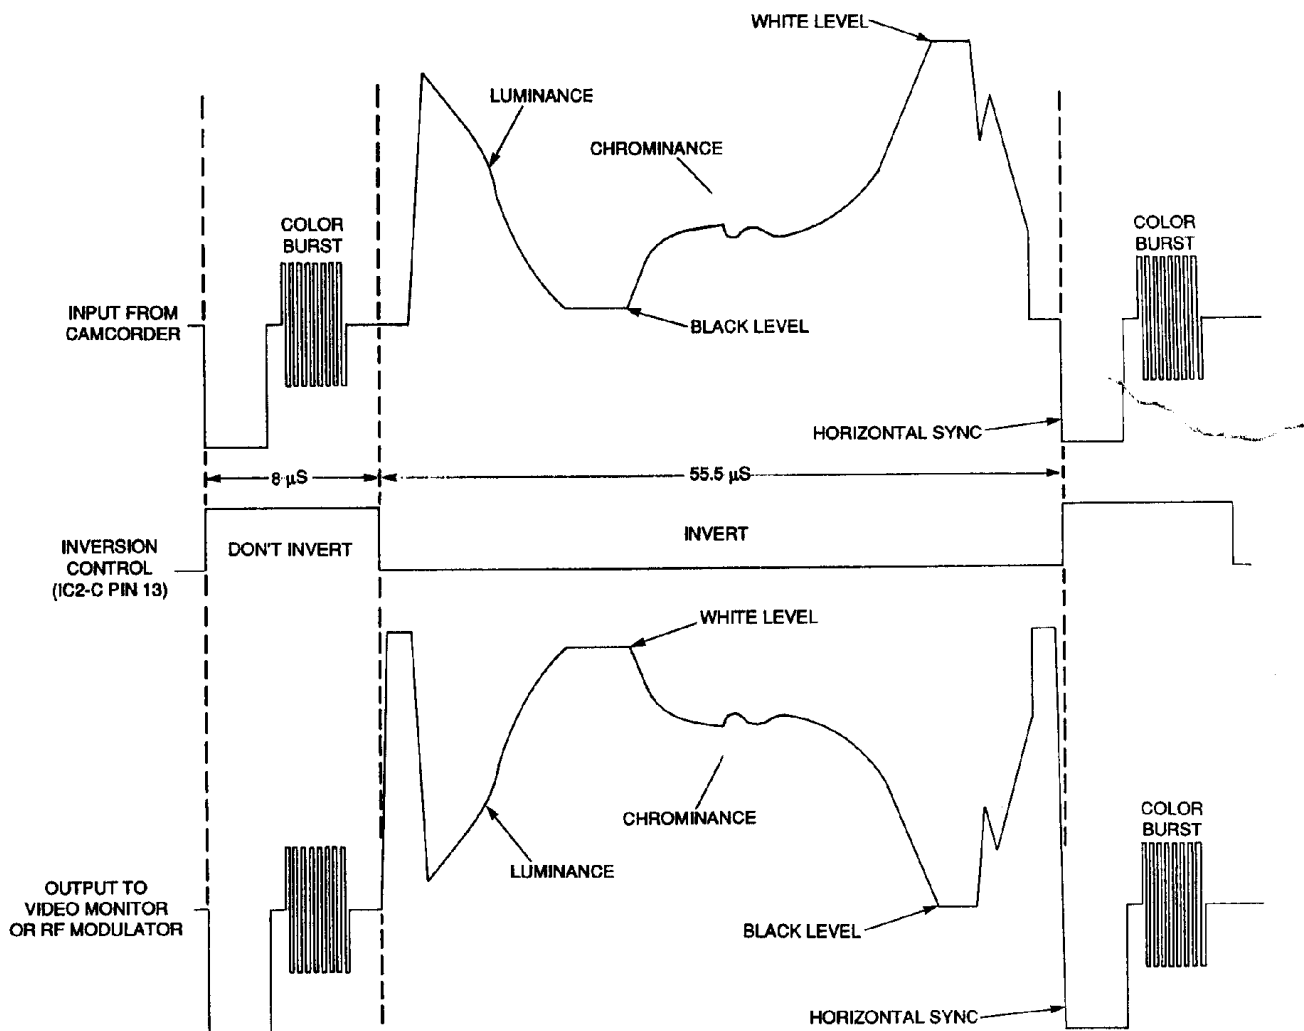 WHITE LEVEL
LUMINANCE
CHROMINANCE
COLOR
BURST
COLOR
BURST
INPUT FROM
CAMCORDER
BLACK LEVEL
HORIZONTAL SYNC
8 µS
55.5 µS
INVERSION
CONTROL
(IC2-C PIN 13)
DON'T INVERT
INVERT
WHITE LEVEL
CHROMINANCE
COLOR
BURST
LUMINANCE
OUTPUT TO
VIDEO MONITOR
OR RF MODULATOR
BLACK LEVEL
HORIZONTAL SYNC